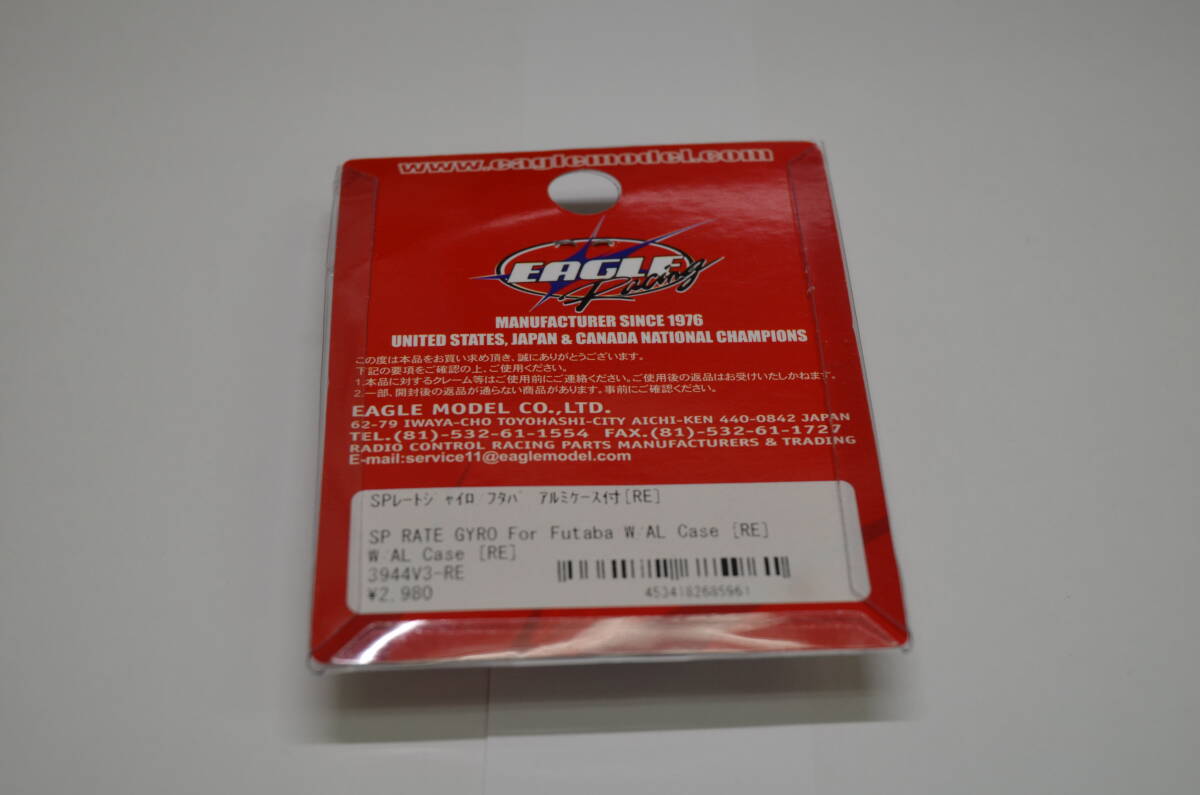 www.eaglemodel.com
EAGLE
Racing
MANUFACTURER SINCE 1976
UNITED STATES, JAPAN & CANADA NATIONAL CHAMPIONS
この度は本品をお買い求め頂き、誠にありがとうございます。
下記の要項をご確認の上、ご使用ください。
1.本品に対するクレーム等はご使用前にご連絡ください。ご使用後の返品はお受けいたしかねます。
2.一部、開封後の返品が通らない商品があります。事前にご確認ください。
EAGLE MODEL CO.,LTD.
62-79 IWAYA-CHO TOYOHASHI-CITY AICHI-KEN 440-0842 JAPAN
TEL.(81)-532-61-1554 FAX.(81)-532-61-1727
RADIO CONTROL RACING PARTS MANUFACTURERS & TRADING
E-mail:service11@eaglemodel.com
SPﾚｰﾄｼﾞｬｲﾛ/ﾌﾀﾊﾞ ｱﾙﾐｹｰｽ付[RE]
SP RATE GYRO For Futaba W/AL Case [RE]
W/AL Case [RE]
3944V3-RE
¥2,980
4534182685961